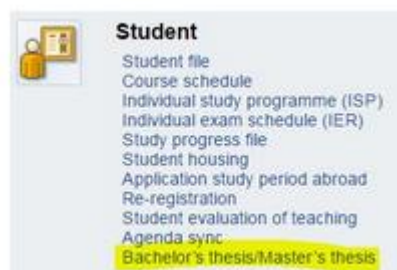 Student
Student file
Course schedule
Individual study programme (ISP)
Individual exam schedule (IER)
Study progress file
Student housing
Application study period abroad
Re-registration
Student evaluation of teaching
Agenda sync
Bachelor's thesis/Master's thesis